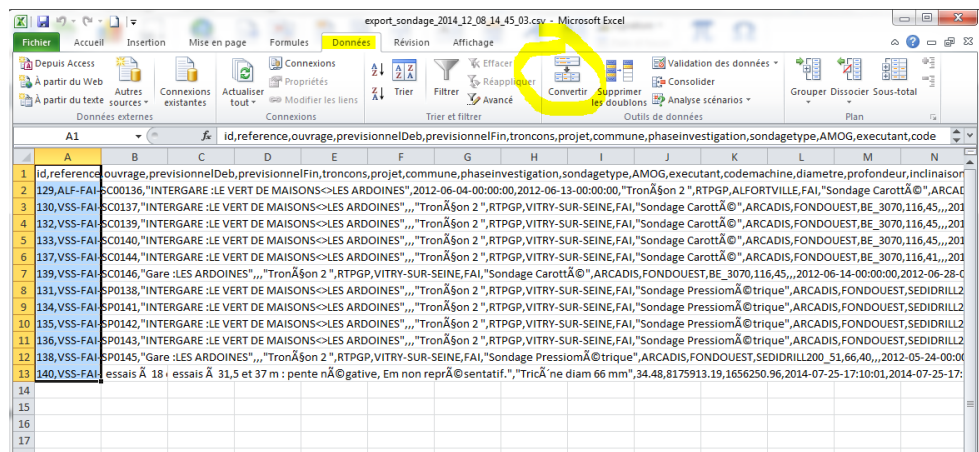 export_sondage_2014_12_08_14_45_03.csv - Microsoft Excel
Fichier Accueil Insertion Mise en page Formules Données Révision Affichage
Depuis Access
À partir du Web
À partir du texte
Autres sources
Connexions existantes
Données externes
Actualiser tout
Connexions
Propriétés
Modifier les liens
Connexions
Trier
Filtrer
Effacer
Réappliquer
Avancé
Trier et filtrer
Convertir
Supprimer les doublons
Validation des données
Consolider
Analyse scénarios
Outils de données
Grouper Dissocier Sous-total
Plan
A1 fx id,reference,ouvrage,previsionnelDeb,previsionnelFin,troncons,projet,commune,phaseinvestigation,sondagetype,AMOG,executant,code
A B C D E F G H I J K L M N
1 id,reference,ouvrage,previsionnelDeb,previsionnelFin,troncons,projet,commune,phaseinvestigation,sondagetype,AMOG,executant,codemachine,diametre,profondeur,inclinaison
2 129,ALF-FAI-SC00136,"INTERGARE :LE VERT DE MAISONS<>LES ARDOINES",2012-06-04-00:00:00,2012-06-13-00:00:00,"TronÃ§on 2 ",RTPGP,ALFORTVILLE,FAI,"Sondage CarottÃ©",ARCAD
3 130,VSS-FAI-SC0137,"INTERGARE :LE VERT DE MAISONS<>LES ARDOINES",,,"TronÃ§on 2 ",RTPGP,VITRY-SUR-SEINE,FAI,"Sondage CarottÃ©",ARCADIS,FONDOUEST,BE_3070,116,45,,,201
4 132,VSS-FAI-SC0139,"INTERGARE :LE VERT DE MAISONS<>LES ARDOINES",,,"TronÃ§on 2 ",RTPGP,VITRY-SUR-SEINE,FAI,"Sondage CarottÃ©",ARCADIS,FONDOUEST,BE_3070,116,45,,,201
5 133,VSS-FAI-SC0140,"INTERGARE :LE VERT DE MAISONS<>LES ARDOINES",,,"TronÃ§on 2 ",RTPGP,VITRY-SUR-SEINE,FAI,"Sondage CarottÃ©",ARCADIS,FONDOUEST,BE_3070,116,45,,,201
6 137,VSS-FAI-SC0144,"INTERGARE :LE VERT DE MAISONS<>LES ARDOINES",,,"TronÃ§on 2 ",RTPGP,VITRY-SUR-SEINE,FAI,"Sondage CarottÃ©",ARCADIS,FONDOUEST,BE_3070,116,41,,,201
7 139,VSS-FAI-SC0146,"Gare :LES ARDOINES",,,"TronÃ§on 2 ",RTPGP,VITRY-SUR-SEINE,FAI,"Sondage CarottÃ©",ARCADIS,FONDOUEST,BE_3070,116,45,,,2012-06-14-00:00:00,2012-06-28-0
8 131,VSS-FAI-SP0138,"INTERGARE :LE VERT DE MAISONS<>LES ARDOINES",,,"TronÃ§on 2 ",RTPGP,VITRY-SUR-SEINE,FAI,"Sondage PressiomÃ©trique",ARCADIS,FONDOUEST,SEDIDRILL2
9 134,VSS-FAI-SP0141,"INTERGARE :LE VERT DE MAISONS<>LES ARDOINES",,,"TronÃ§on 2 ",RTPGP,VITRY-SUR-SEINE,FAI,"Sondage PressiomÃ©trique",ARCADIS,FONDOUEST,SEDIDRILL2
10 135,VSS-FAI-SP0142,"INTERGARE :LE VERT DE MAISONS<>LES ARDOINES",,,"TronÃ§on 2 ",RTPGP,VITRY-SUR-SEINE,FAI,"Sondage PressiomÃ©trique",ARCADIS,FONDOUEST,SEDIDRILL2
11 136,VSS-FAI-SP0143,"INTERGARE :LE VERT DE MAISONS<>LES ARDOINES",,,"TronÃ§on 2 ",RTPGP,VITRY-SUR-SEINE,FAI,"Sondage PressiomÃ©trique",ARCADIS,FONDOUEST,SEDIDRILL2
12 138,VSS-FAI-SP0145,"Gare :LES ARDOINES",,,"TronÃ§on 2 ",RTPGP,VITRY-SUR-SEINE,FAI,"Sondage PressiomÃ©trique",ARCADIS,FONDOUEST,SEDIDRILL200_51,66,40,,,2012-05-24-00:00
13 140,VSS-FAI- essais Ã 18 essais Ã 31,5 et 37 m : pente nÃ©gative, Em non reprÃ©sentatif.","TricÃ´ne diam 66 mm",34.48,8175913.19,1656250.96,2014-07-25-17:10:01,2014-07-25-17:
14
15
16
17